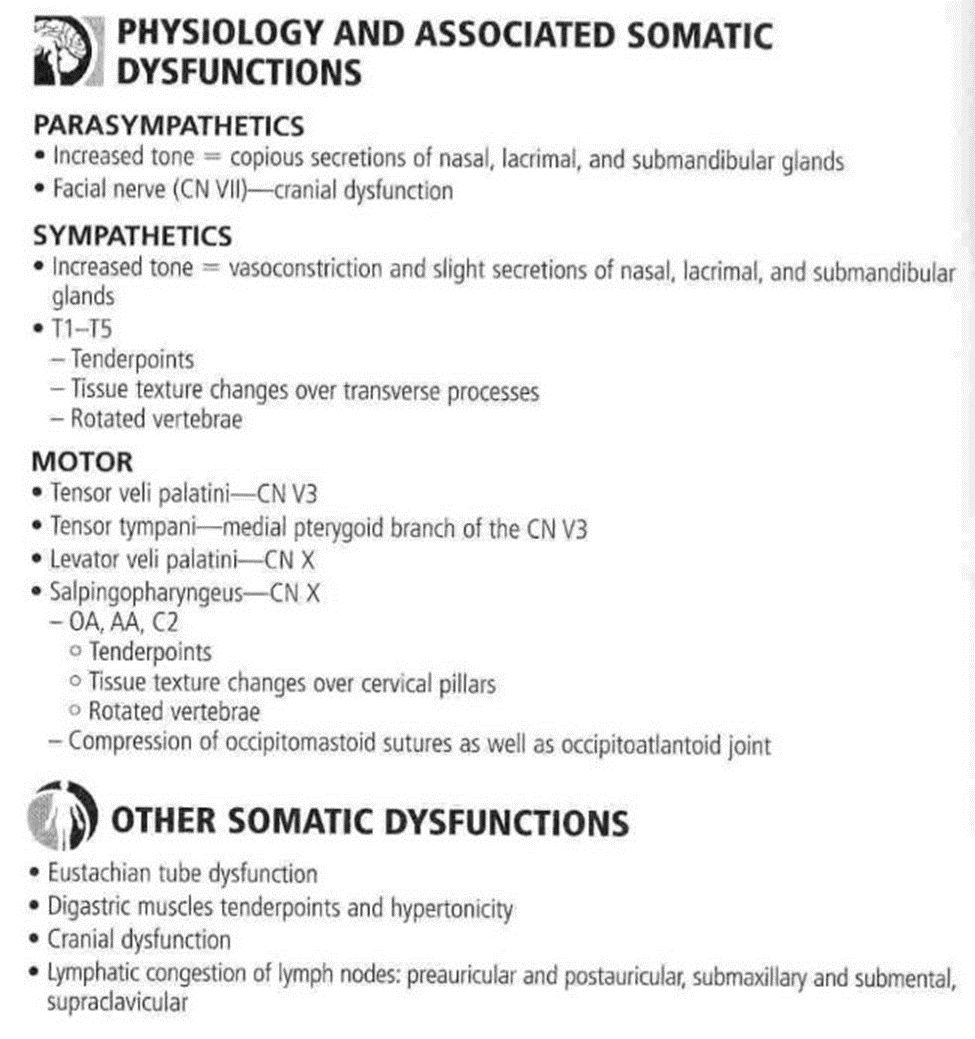 PHYSIOLOGY AND ASSOCIATED SOMATIC
DYSFUNCTIONS
PARASYMPATHETICS
• Increased tone = copious secretions of nasal, lacrimal, and submandibular glands
• Facial nerve (CN VII)—cranial dysfunction
SYMPATHETICS
• Increased tone = vasoconstriction and slight secretions of nasal, lacrimal, and submandibular
glands
• T1–T5
– Tenderpoints
– Tissue texture changes over transverse processes
– Rotated vertebrae
MOTOR
• Tensor veli palatini—CN V3
• Tensor tympani—medial pterygoid branch of the CN V3
• Levator veli palatini—CN X
• Salpingopharyngeus—CN X
– OA, AA, C2
○ Tenderpoints
○ Tissue texture changes over cervical pillars
○ Rotated vertebrae
– Compression of occipitomastoid sutures as well as occipitoatlantoid joint
OTHER SOMATIC DYSFUNCTIONS
• Eustachian tube dysfunction
• Digastric muscles tenderpoints and hypertonicity
• Cranial dysfunction
• Lymphatic congestion of lymph nodes: preauricular and postauricular, submaxillary and submental,
supraclavicular